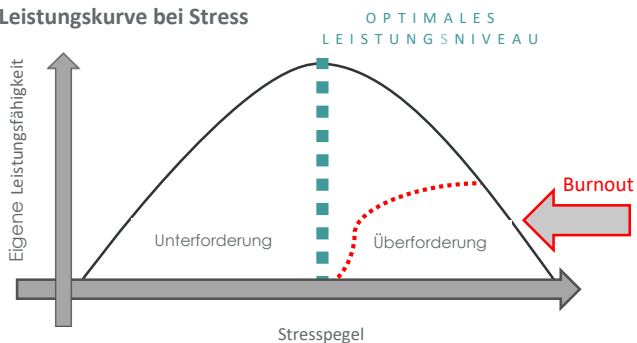 Leistungskurve bei Stress
OPTIMALES
LEISTUNGSNIVEAU
Eigene Leistungsfähigkeit
Burnout
Unterforderung
Überforderung
Stresspegel